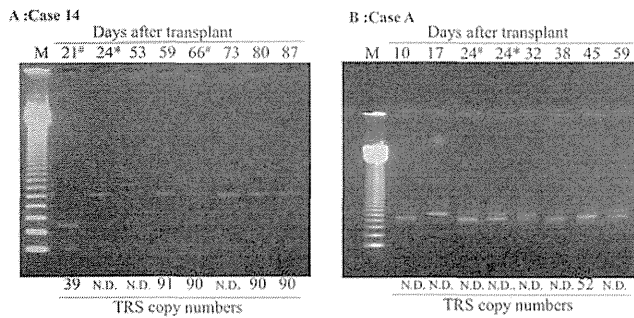 A :Case 14
Days after transplant
M 21# 24* 53 59 66# 73 80 87
39 N.D. N.D. 91 90 N.D. 90 90
TRS copy numbers
B :Case A
Days after transplant
M 10 17 24# 24* 32 38 45 59
N.D. N.D. N.D. N.D. N.D. N.D. 52 N.D.
TRS copy numbers